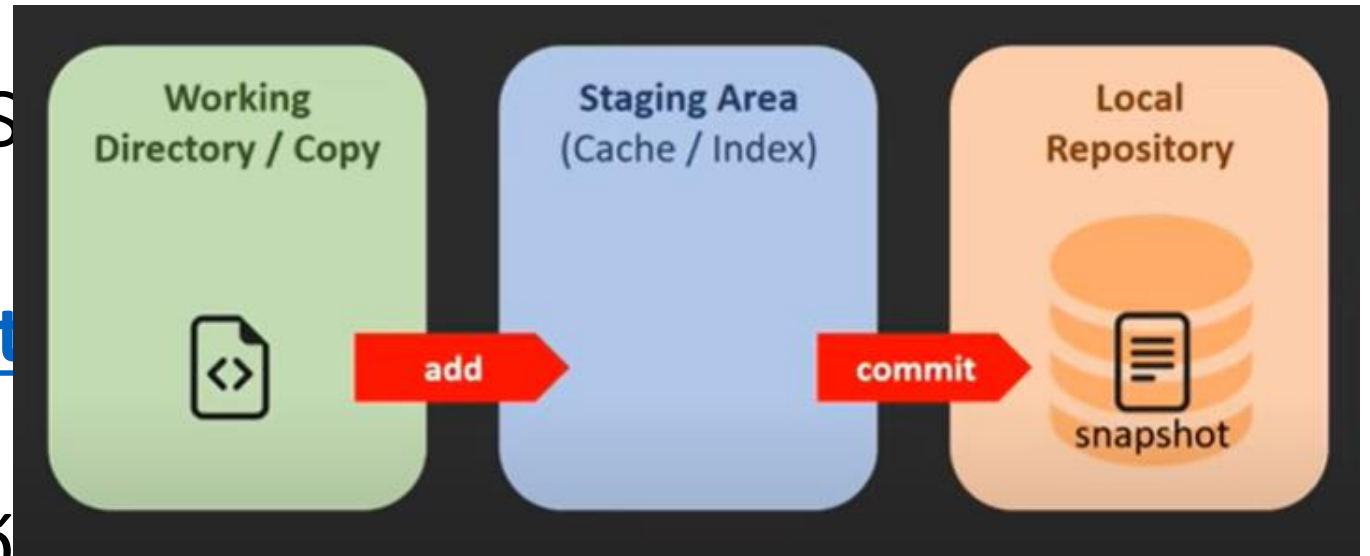 Working
Directory / Copy
Staging Area
(Cache / Index)
Local
Repository
add
commit
snapshot